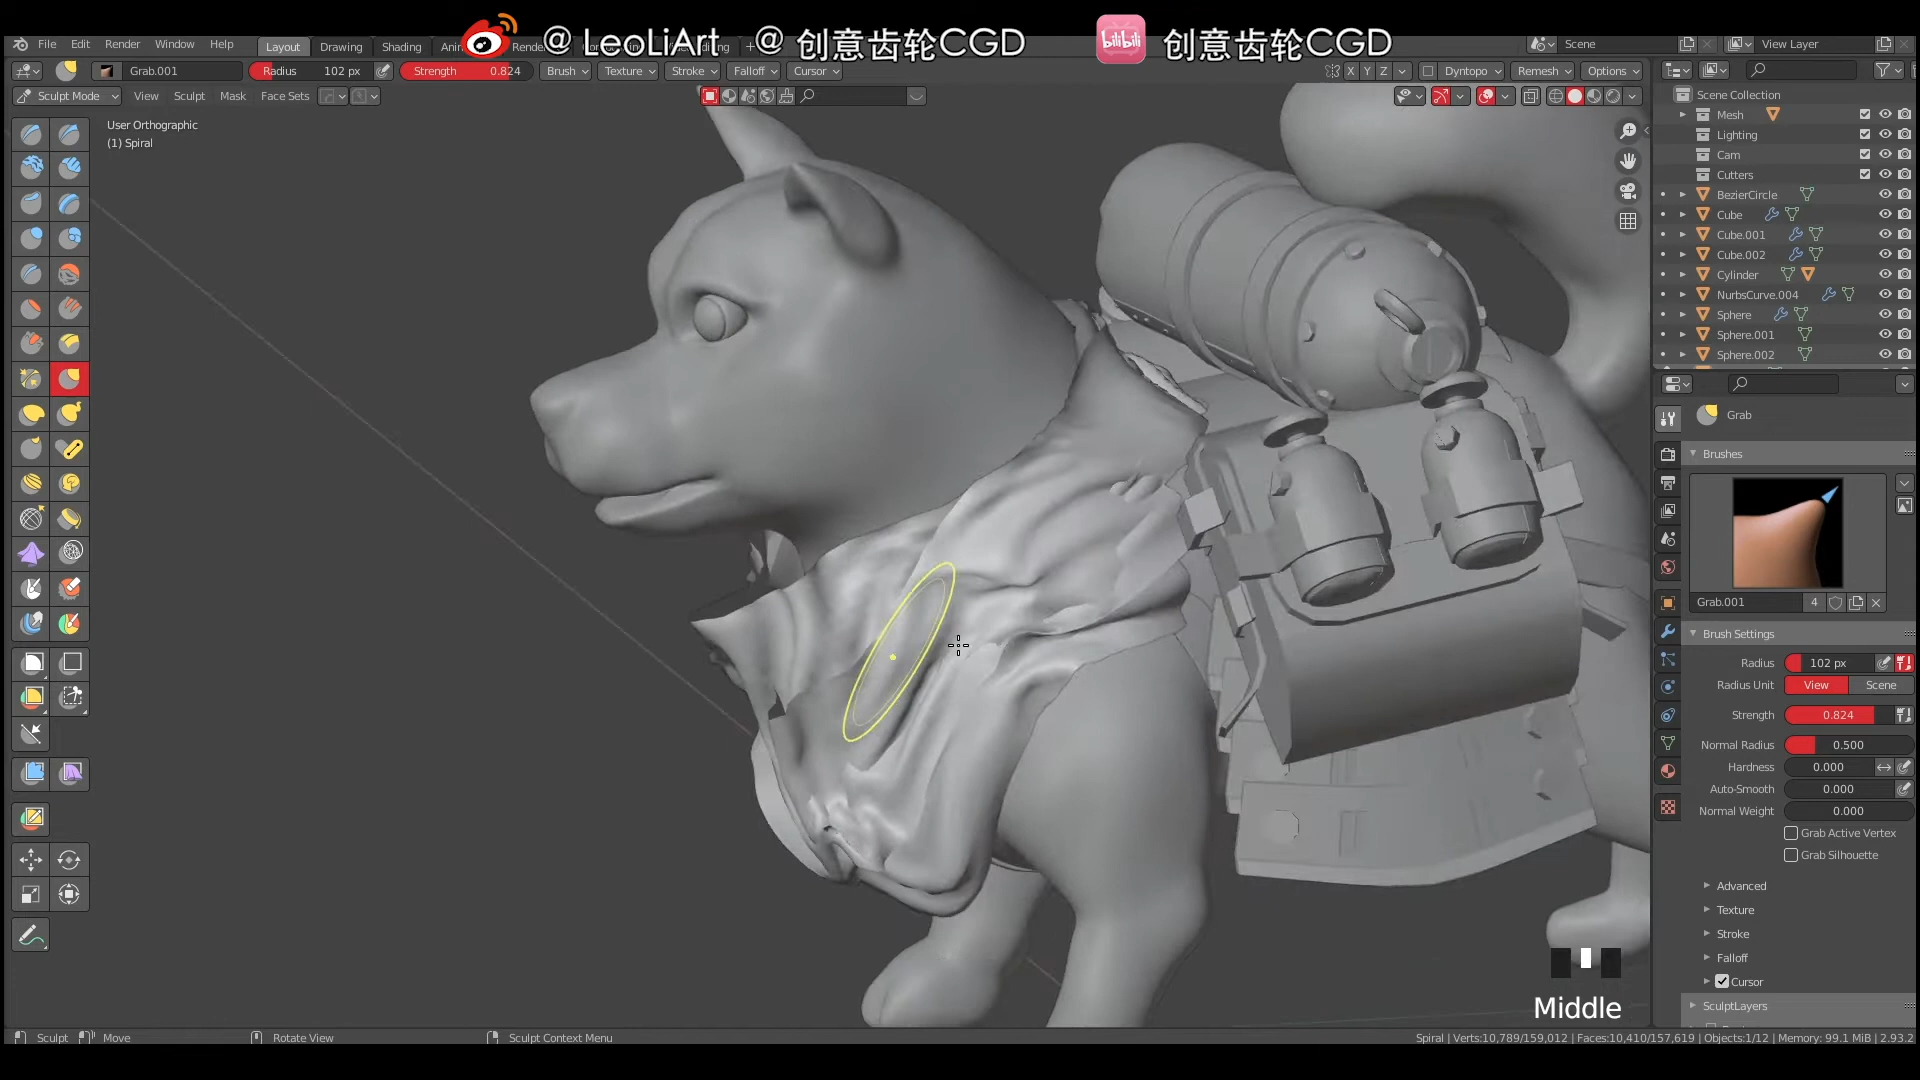 @ LeoLiArt @ 创意齿轮CGD bilibili 创意齿轮CGD
File Edit Render Window Help Layout Drawing Shading Scene View Layer
Grab.001 Radius 102 px Strength 0.824 Brush Texture Stroke Falloff Cursor X Y Z Dyntopo Remesh Options
Sculpt Mode View Sculpt Mask Face Sets
User Orthographic
(1) Spiral
Scene Collection
Mesh
Lighting
Cam
Cutters
BezierCircle
Cube
Cube.001
Cube.002
Cylinder
NurbsCurve.004
Sphere
Sphere.001
Sphere.002
Grab
Brushes
Grab.001 4
Brush Settings
Radius 102 px
Radius Unit View Scene
Strength 0.824
Normal Radius 0.500
Hardness 0.000
Auto-Smooth 0.000
Normal Weight 0.000
Grab Active Vertex
Grab Silhouette
Advanced
Texture
Stroke
Falloff
Cursor
SculptLayers
Middle
Sculpt Move Rotate View Sculpt Context Menu Spiral | Verts:10,789/159,012 | Faces:10,410/157,619 | Objects:1/12 | Memory: 99.1 MiB | 2.93.2